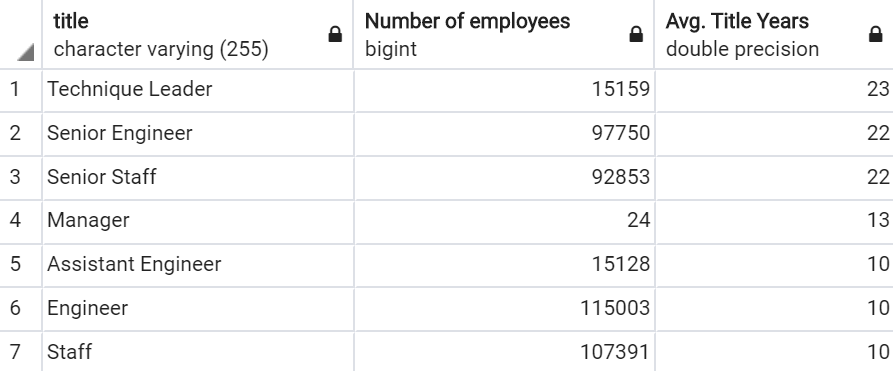 title Number of employees Avg. Title Years
character varying (255) bigint double precision
1 Technique Leader 15159 23
2 Senior Engineer 97750 22
3 Senior Staff 92853 22
4 Manager 24 13
5 Assistant Engineer 15128 10
6 Engineer 115003 10
7 Staff 107391 10